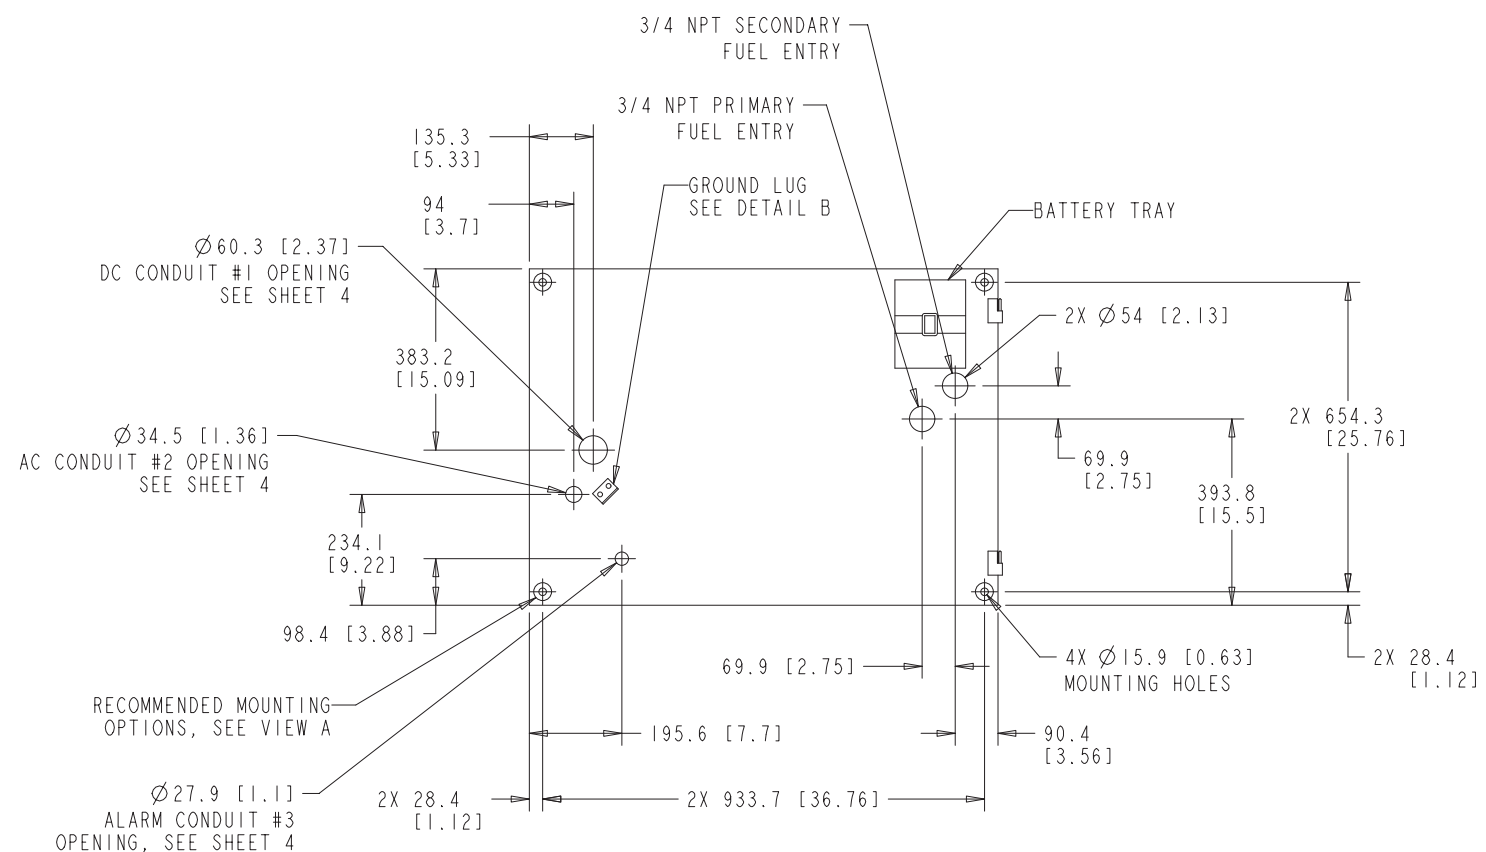 3/4 NPT SECONDARY
FUEL ENTRY
3/4 NPT PRIMARY
FUEL ENTRY
135.3
[5.33]
GROUND LUG
SEE DETAIL B
94
[3.7]
BATTERY TRAY
Ø60.3 [2.37]
DC CONDUIT #1 OPENING
SEE SHEET 4
2X Ø54 [2.13]
383.2
[15.09]
2X 654.3
[25.76]
Ø34.5 [1.36]
AC CONDUIT #2 OPENING
SEE SHEET 4
69.9
[2.75]
393.8
[15.5]
234.1
[9.22]
98.4 [3.88]
69.9 [2.75]
4X Ø15.9 [0.63]
MOUNTING HOLES
2X 28.4
[1.12]
RECOMMENDED MOUNTING
OPTIONS, SEE VIEW A
195.6 [7.7]
90.4
[3.56]
Ø27.9 [1.1]
ALARM CONDUIT #3
OPENING, SEE SHEET 4
2X 28.4
[1.12]
2X 933.7 [36.76]